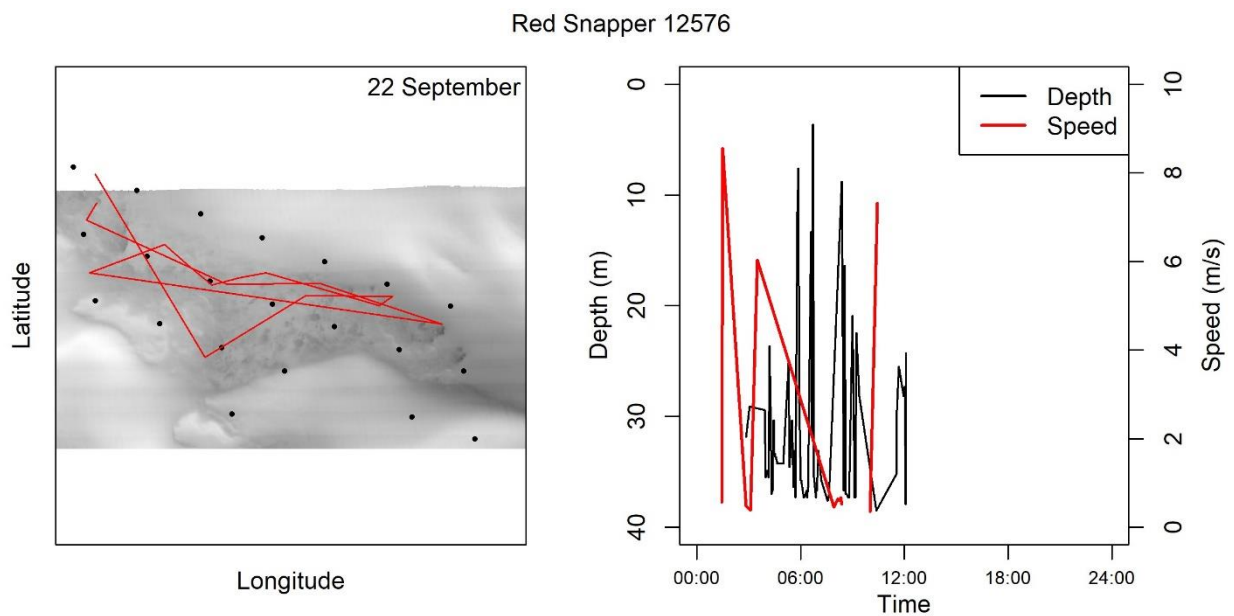 Red Snapper 12576
22 September
Latitude
Longitude
Depth
Speed
0
10
20
30
40
Depth (m)
10
8
6
4
2
0
Speed (m/s)
00:00 06:00 12:00 18:00 24:00
Time